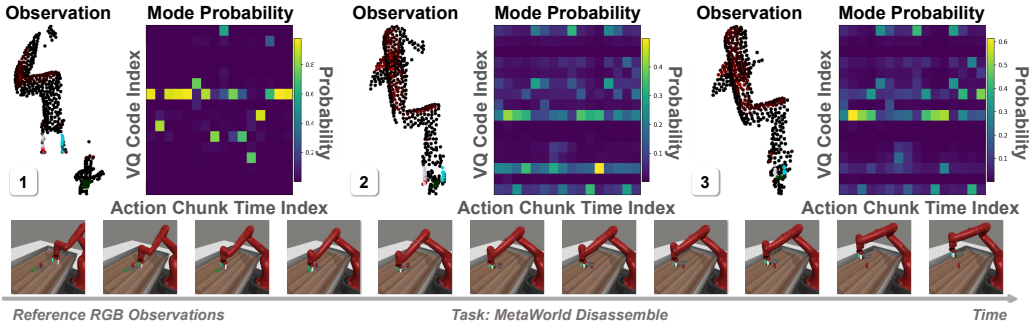 Observation Mode Probability Observation Mode Probability Observation Mode Probability
1
VQ Code Index
0.8
0.6
0.4
0.2
Probability
2
VQ Code Index
0.4
0.3
0.2
0.1
Probability
3
VQ Code Index
0.6
0.5
0.4
0.3
0.2
0.1
Probability
Action Chunk Time Index Action Chunk Time Index Action Chunk Time Index
Reference RGB Observations Task: MetaWorld Disassemble Time